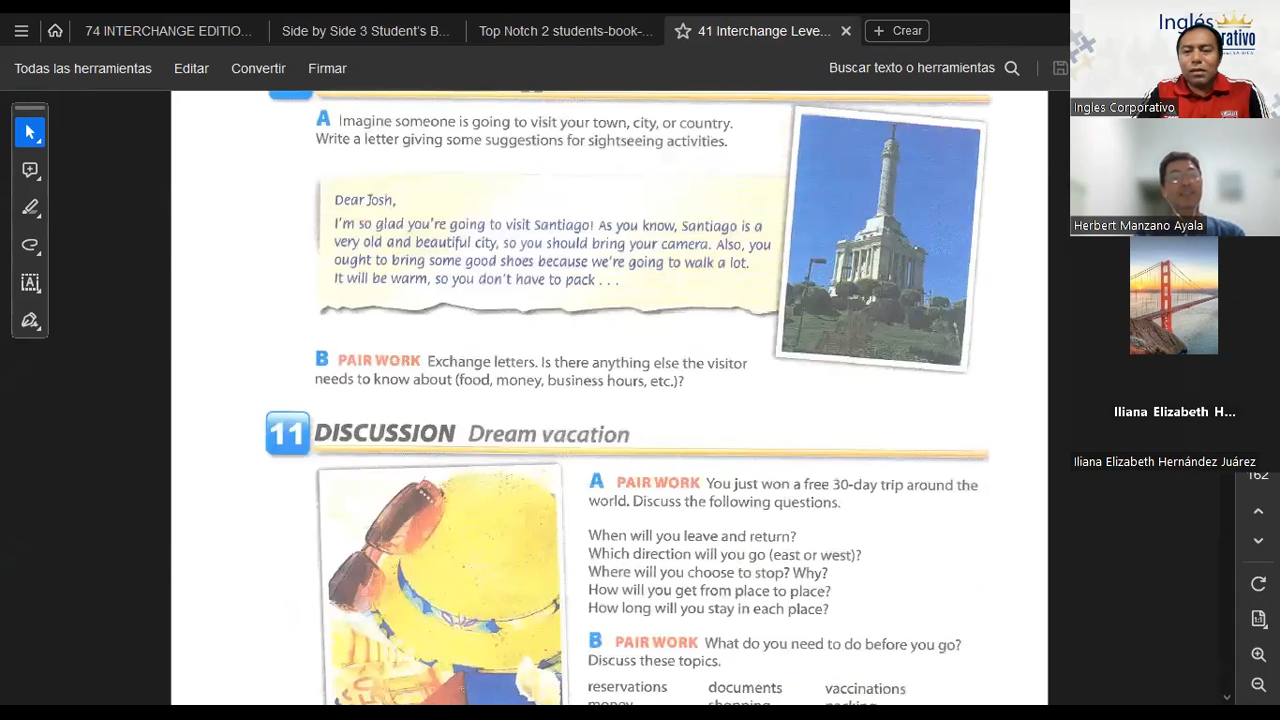 74 INTERCHANGE EDITIO...
Side by Side 3 Student's B...
Top Notch 2 students-book-...
41 Interchange Leve...
Crear
Todas las herramientas
Editar
Convertir
Firmar
Buscar texto o herramientas
A Imagine someone is going to visit your town, city, or country.
Write a letter giving some suggestions for sightseeing activities.
Dear Josh,
I'm so glad you're going to visit Santiago! As you know, Santiago is a
very old and beautiful city, so you should bring your camera. Also, you
ought to bring some good shoes because we're going to walk a lot.
It will be warm, so you don't have to pack . . .
B PAIR WORK Exchange letters. Is there anything else the visitor
needs to know about (food, money, business hours, etc.)?
11 DISCUSSION Dream vacation
A PAIR WORK You just won a free 30-day trip around the
world. Discuss the following questions.
When will you leave and return?
Which direction will you go (east or west)?
Where will you choose to stop? Why?
How will you get from place to place?
How long will you stay in each place?
B PAIR WORK What do you need to do before you go?
Discuss these topics.
reservations documents vaccinations
money shopping packing
Inglés
Ingles Corporativo
Herbert Manzano Ayala
Iliana Elizabeth H...
Iliana Elizabeth Hernández Juárez
162